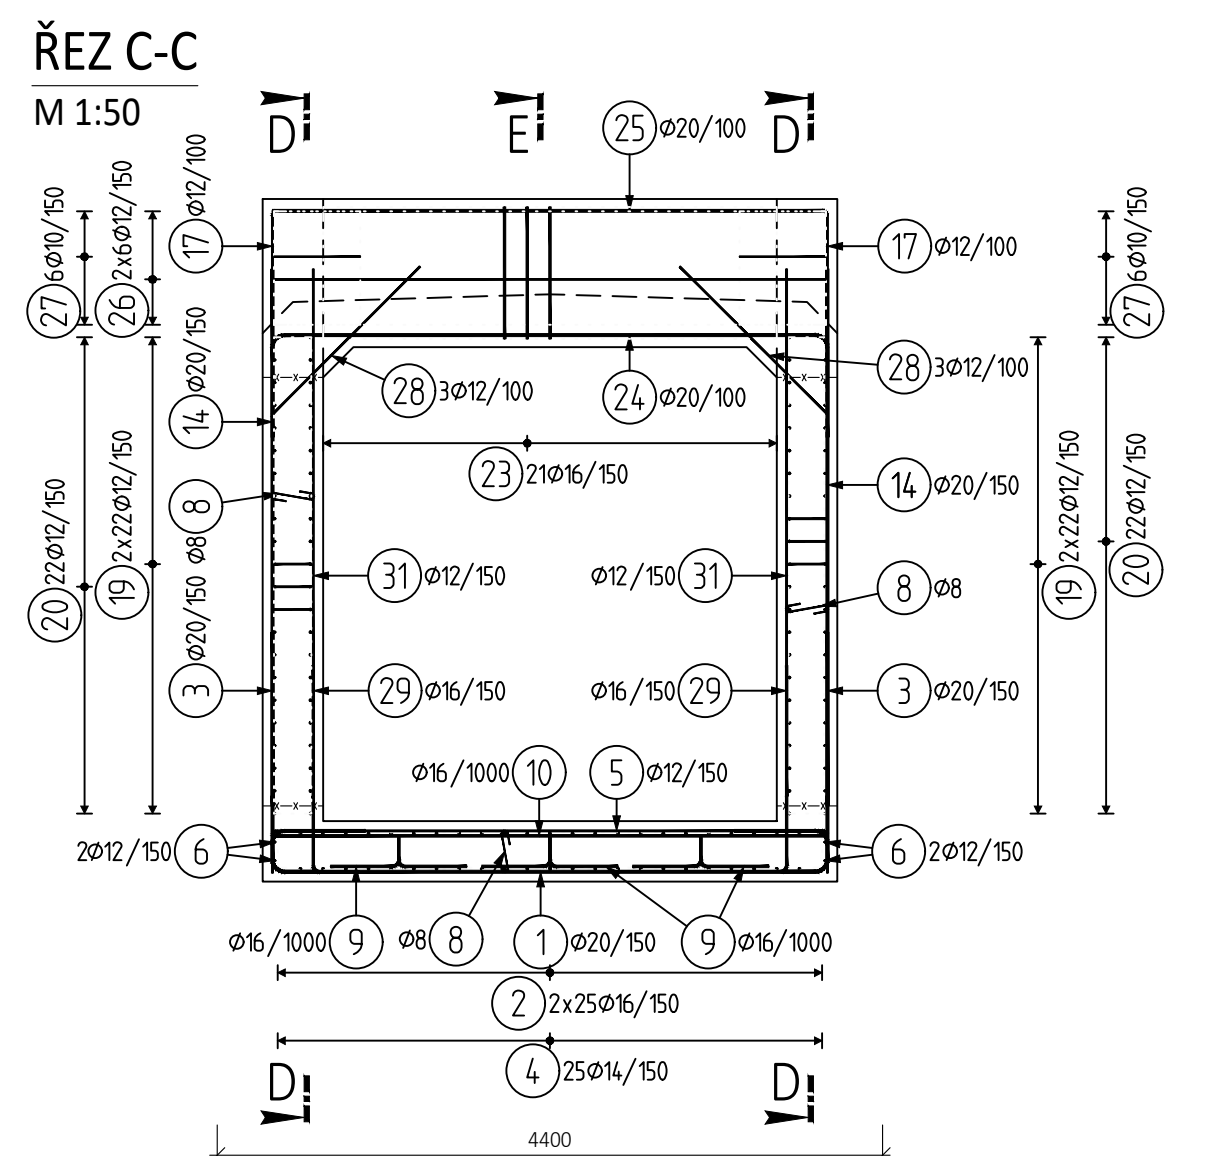 ŘEZ C-C
M 1:50
D
E
D
25 Ø20/100
27 6Ø10/150
26 2x6Ø12/150
17 Ø12/100
17 Ø12/100
27 6Ø10/150
14 Ø20/150
28 3Ø12/100
24 Ø20/100
28 3Ø12/100
23 21Ø16/150
20 22Ø12/150
19 2x22Ø12/150
8 Ø8
14 Ø20/150
19 2x22Ø12/150
20 22Ø12/150
31 Ø12/150
Ø12/150 31
8 Ø8
3 Ø20/150
29 Ø16/150
Ø16/150 29
3 Ø20/150
Ø16/1000 10
5 Ø12/150
2Ø12/150 6
6 2Ø12/150
Ø16/1000 9
Ø8 8
1 Ø20/150
9 Ø16/1000
2 2x25Ø16/150
4 25Ø14/150
D
D
4400